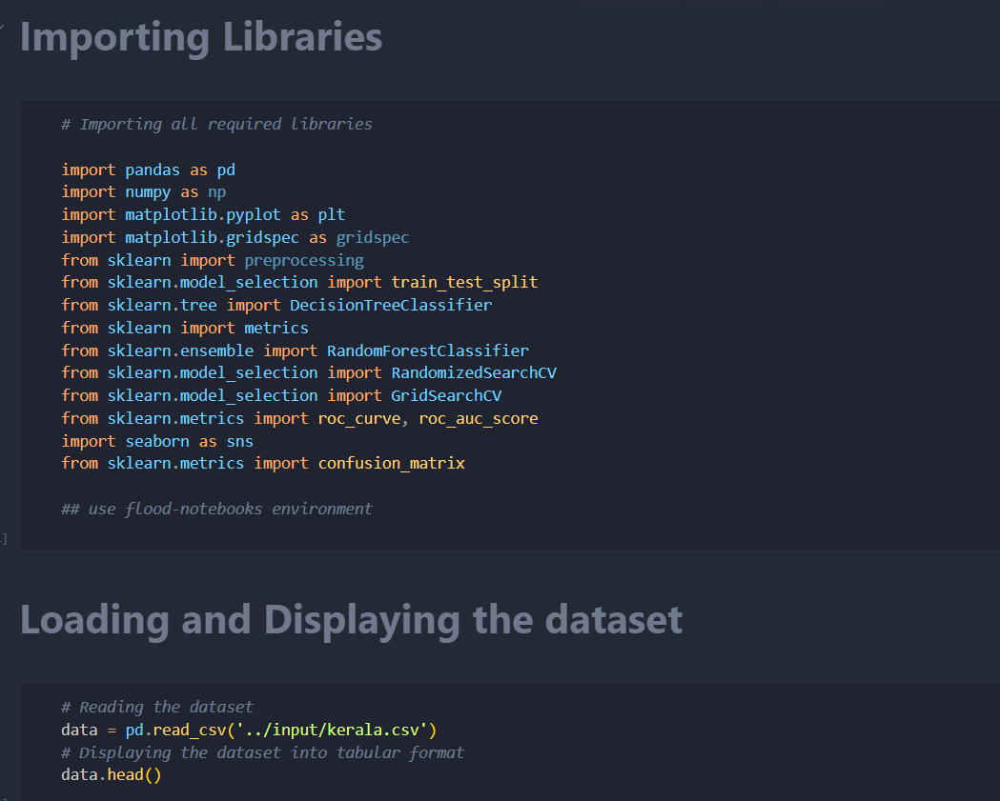 Importing Libraries
# Importing all required libraries
import pandas as pd
import numpy as np
import matplotlib.pyplot as plt
import matplotlib.gridspec as gridspec
from sklearn import preprocessing
from sklearn.model_selection import train_test_split
from sklearn.tree import DecisionTreeClassifier
from sklearn import metrics
from sklearn.ensemble import RandomForestClassifier
from sklearn.model_selection import RandomizedSearchCV
from sklearn.model_selection import GridSearchCV
from sklearn.metrics import roc_curve, roc_auc_score
import seaborn as sns
from sklearn.metrics import confusion_matrix
## use flood-notebooks environment
]
Loading and Displaying the dataset
# Reading the dataset
data = pd.read_csv('../input/kerala.csv')
# Displaying the dataset into tabular format
data.head()